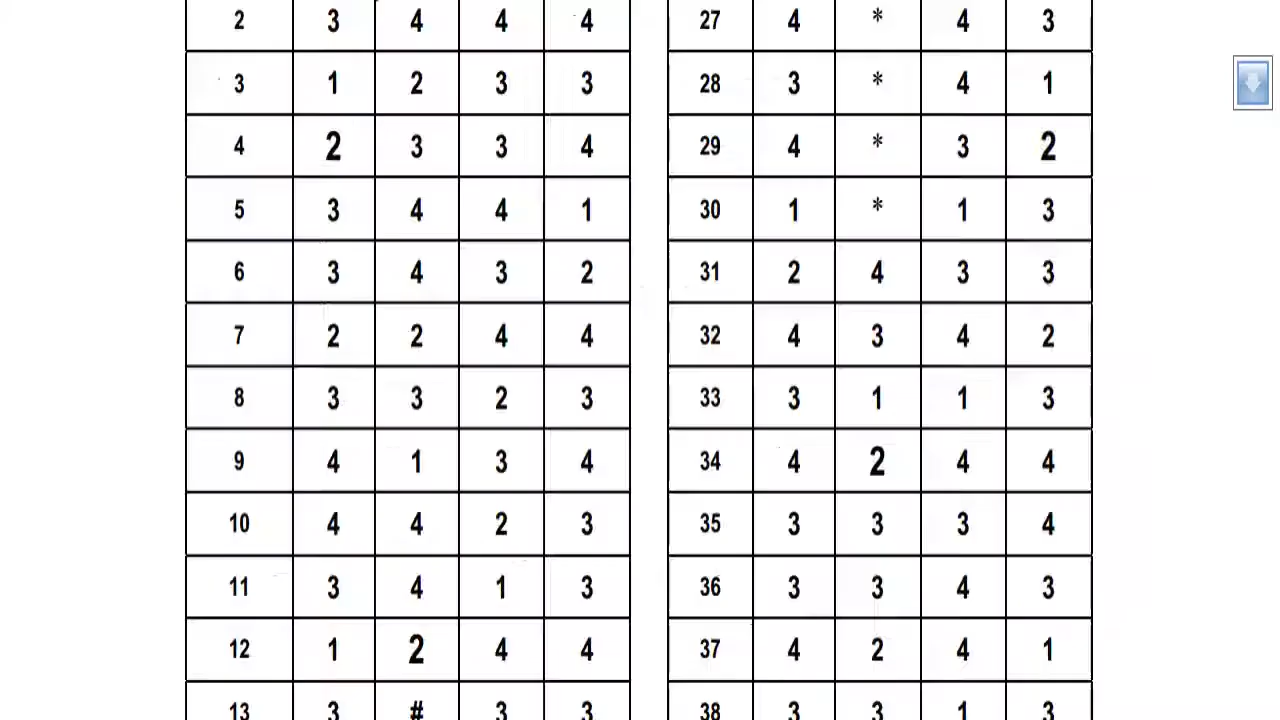 2 3 4 4 4 27 4 * 4 3
3 1 2 3 3 28 3 * 4 1
4 2 3 3 4 29 4 * 3 2
5 3 4 4 1 30 1 * 1 3
6 3 4 3 2 31 2 4 3 3
7 2 2 4 4 32 4 3 4 2
8 3 3 2 3 33 3 1 1 3
9 4 1 3 4 34 4 2 4 4
10 4 4 2 3 35 3 3 3 4
11 3 4 1 3 36 3 3 4 3
12 1 2 4 4 37 4 2 4 1
13 3 # 3 3 38 3 3 1 3